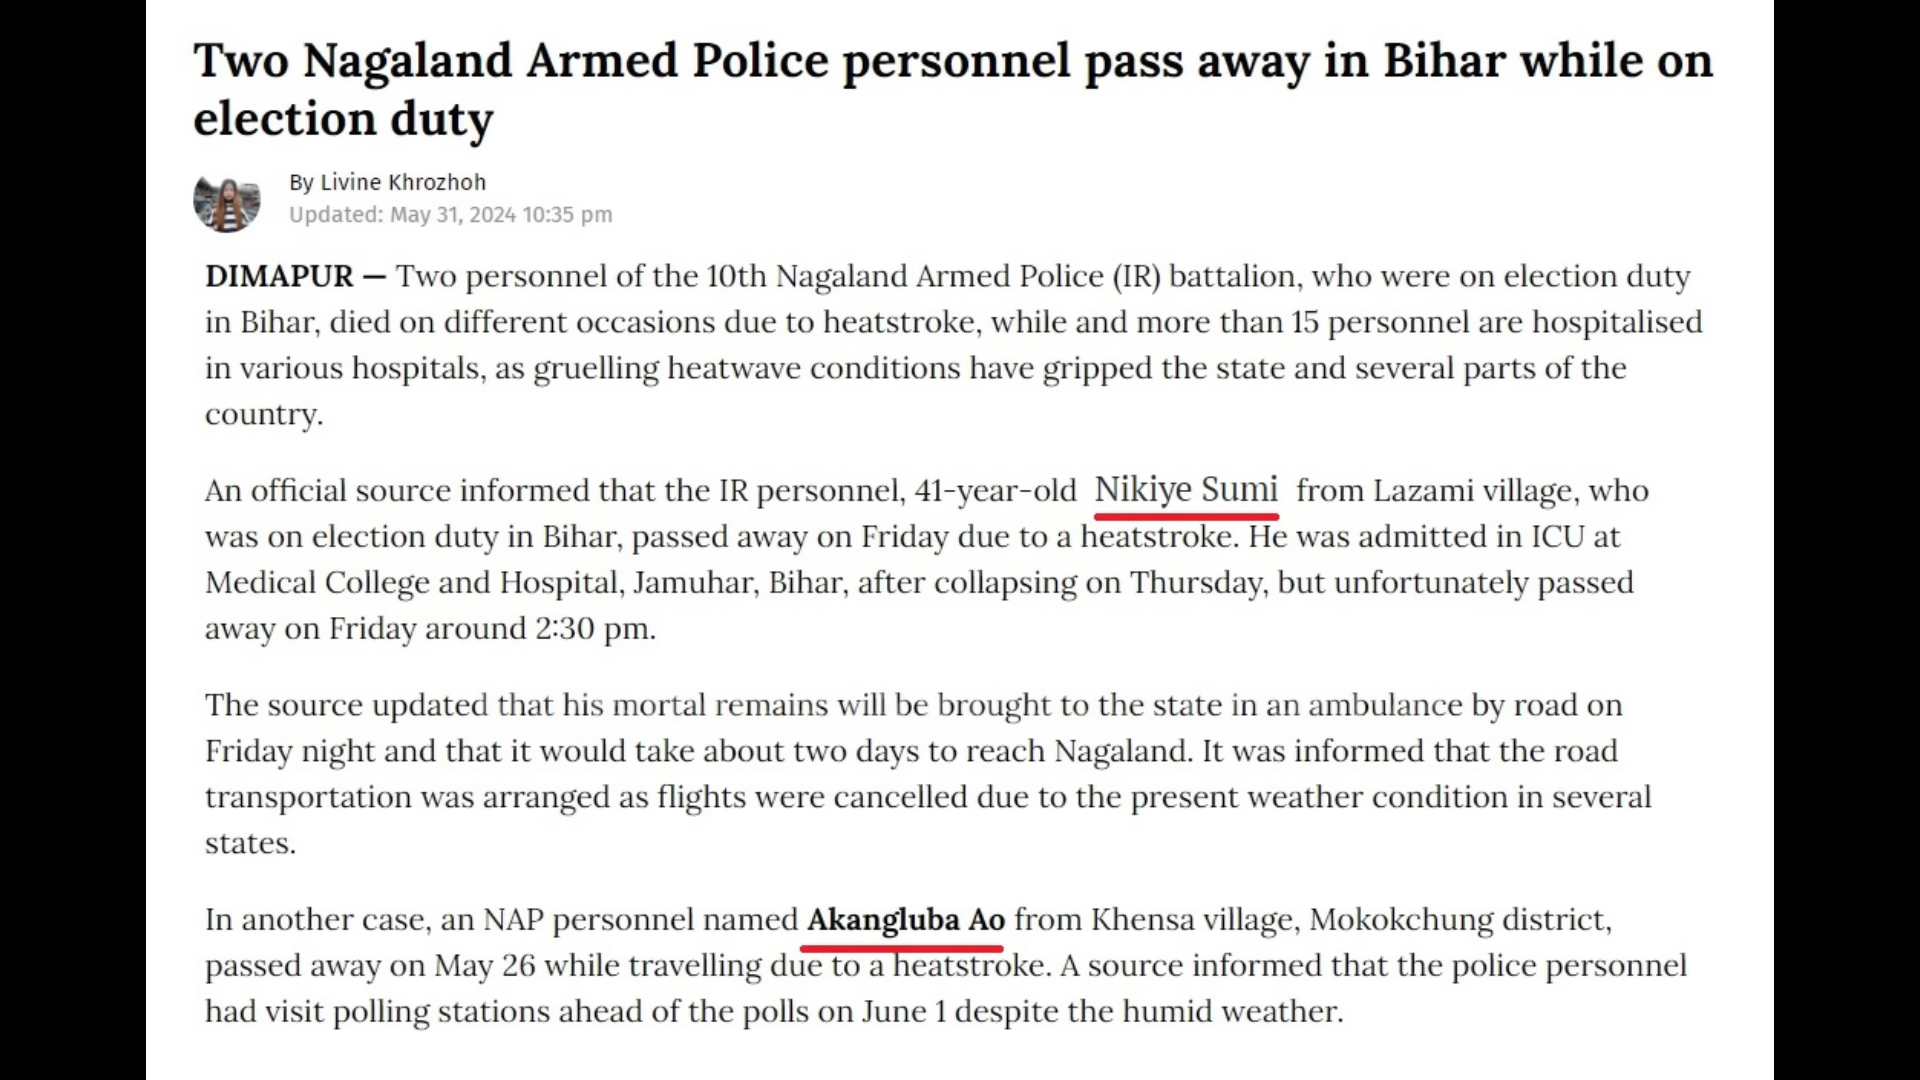 Two Nagaland Armed Police personnel pass away in Bihar while on
election duty
By Livine Khrozhoh
Updated: May 31, 2024 10:35 pm
DIMAPUR — Two personnel of the 10th Nagaland Armed Police (IR) battalion, who were on election duty
in Bihar, died on different occasions due to heatstroke, while and more than 15 personnel are hospitalised
in various hospitals, as gruelling heatwave conditions have gripped the state and several parts of the
country.
An official source informed that the IR personnel, 41-year-old Nikiye Sumi from Lazami village, who
was on election duty in Bihar, passed away on Friday due to a heatstroke. He was admitted in ICU at
Medical College and Hospital, Jamuhar, Bihar, after collapsing on Thursday, but unfortunately passed
away on Friday around 2:30 pm.
The source updated that his mortal remains will be brought to the state in an ambulance by road on
Friday night and that it would take about two days to reach Nagaland. It was informed that the road
transportation was arranged as flights were cancelled due to the present weather condition in several
states.
In another case, an NAP personnel named Akangluba Ao from Khensa village, Mokokchung district,
passed away on May 26 while travelling due to a heatstroke. A source informed that the police personnel
had visit polling stations ahead of the polls on June 1 despite the humid weather.